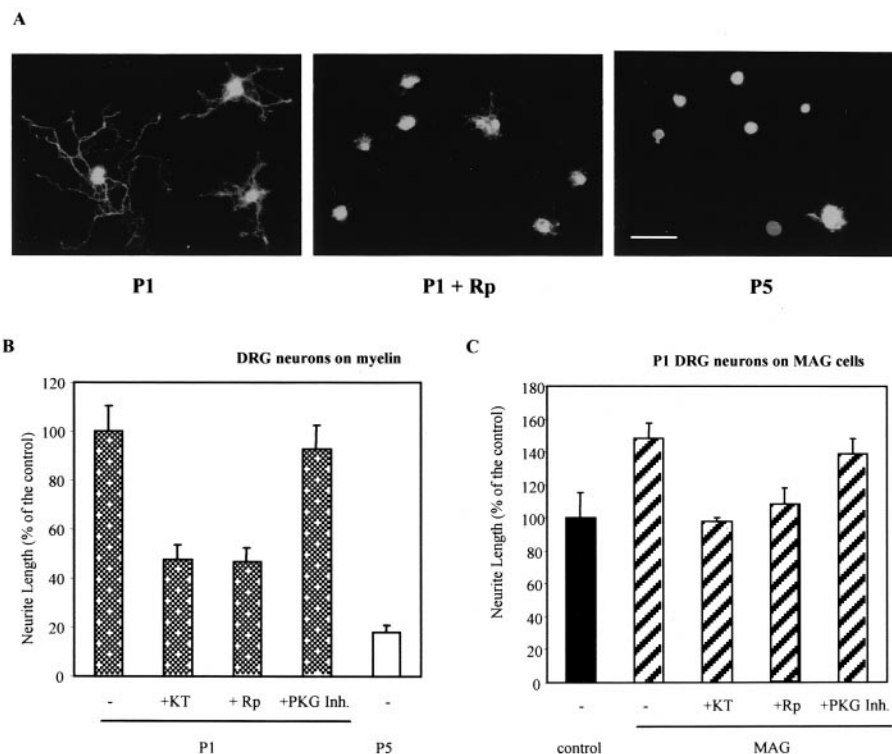 A
P1
P1 + Rp
P5
B
DRG neurons on myelin
Neurite Length (% of the control)
120
100
80
60
40
20
0
-
+KT
+ Rp
+PKG Inh.
-
P1
P5
C
P1 DRG neurons on MAG cells
Neurite Length (% of the control)
180
160
140
120
100
80
60
40
20
0
-
-
+KT
+Rp
+PKG Inh.
control
MAG